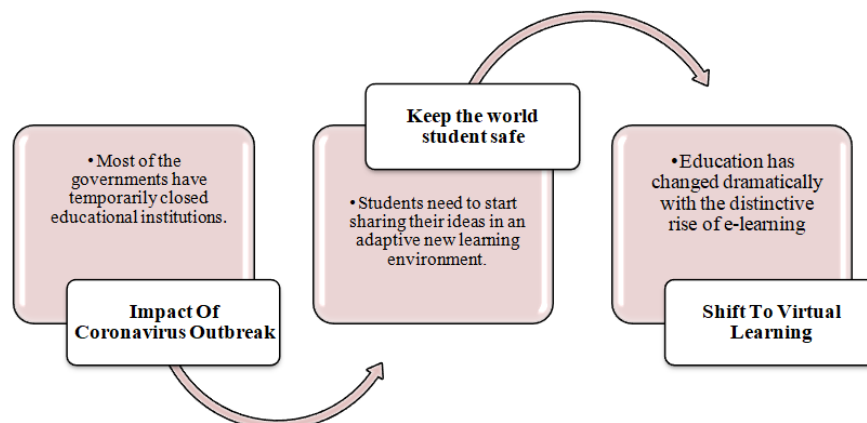 •Most of the
governments have
temporarily closed
educational institutions.
Impact Of
Coronavirus Outbreak
Keep the world
student safe
•Students need to start
sharing their ideas in an
adaptive new learning
environment.
•Education has
changed dramatically
with the distinctive
rise of e-learning
Shift To Virtual
Learning